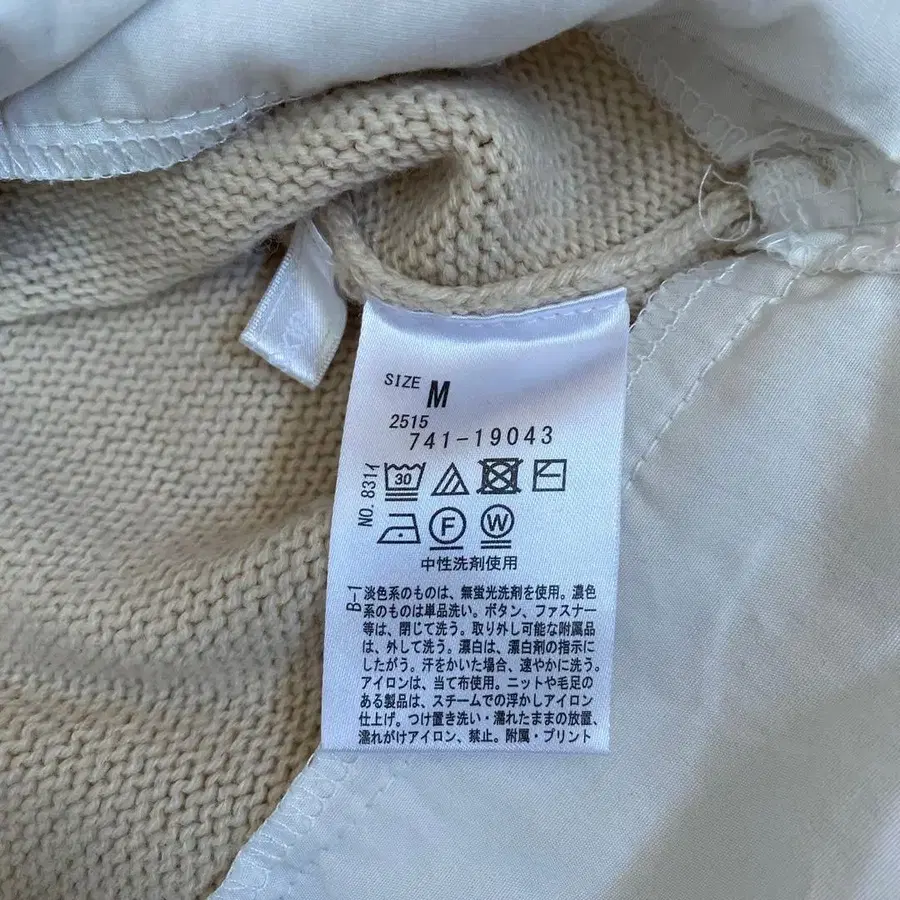 SIZE M
2515
741-19043
NO. 8314
30
F W
中性洗剤使用
B-1
淡色系のものは、無蛍光洗剤を使用。濃色
系のものは単品洗い。ボタン、ファスナー
等は、閉じて洗う。取り外し可能な附属品
は、外して洗う。漂白は、漂白剤の指示に
したがう。汗をかいた場合、速やかに洗う。
アイロンは、当て布使用。ニットや毛足の
ある製品は、スチームでの浮かしアイロン
仕上げ。つけ置き洗い・濡れたままの放置、
濡れがけアイロン、禁止。附属・プリント